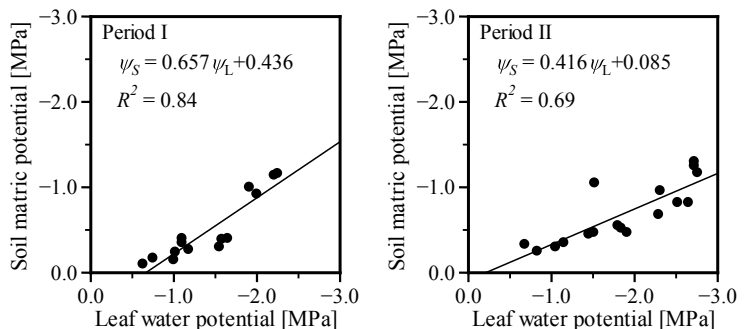 Period I
ψS = 0.657 ψL+0.436
R² = 0.84
Soil matric potential [MPa]
−3.0
−2.0
−1.0
0.0
0.0 −1.0 −2.0 −3.0
Leaf water potential [MPa]
Period II
ψS = 0.416 ψL+0.085
R² = 0.69
Soil matric potential [MPa]
−3.0
−2.0
−1.0
0.0
0.0 −1.0 −2.0 −3.0
Leaf water potential [MPa]